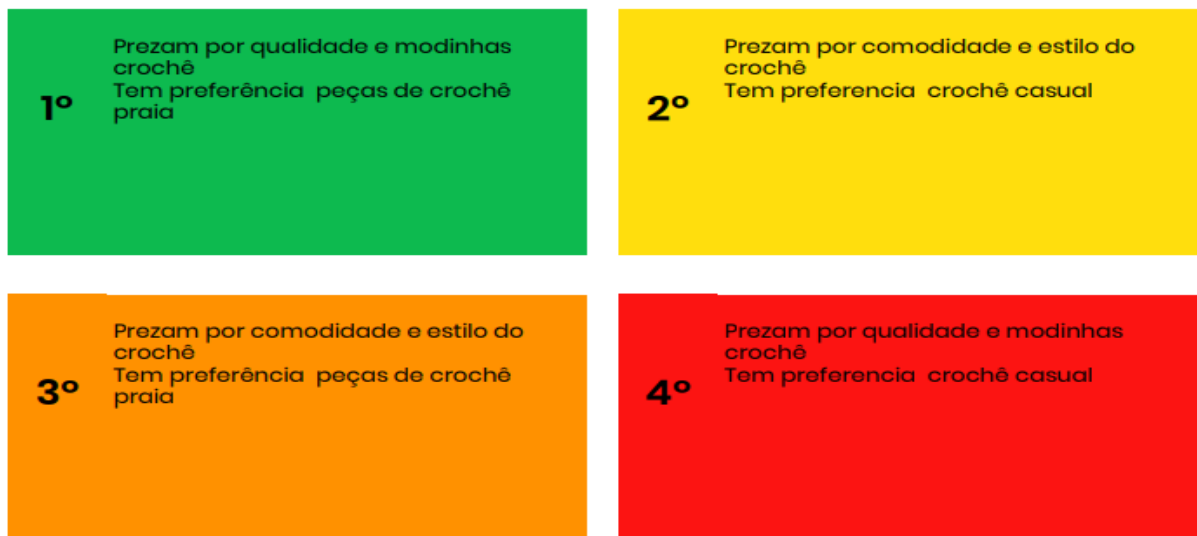 1º
Prezam por qualidade e modinhas
crochê
Tem preferência  peças de crochê
praia
2º
Prezam por comodidade e estilo do
crochê
Tem preferencia  crochê casual
3º
Prezam por comodidade e estilo do
crochê
Tem preferência  peças de crochê
praia
4º
Prezam por qualidade e modinhas
crochê
Tem preferencia  crochê casual